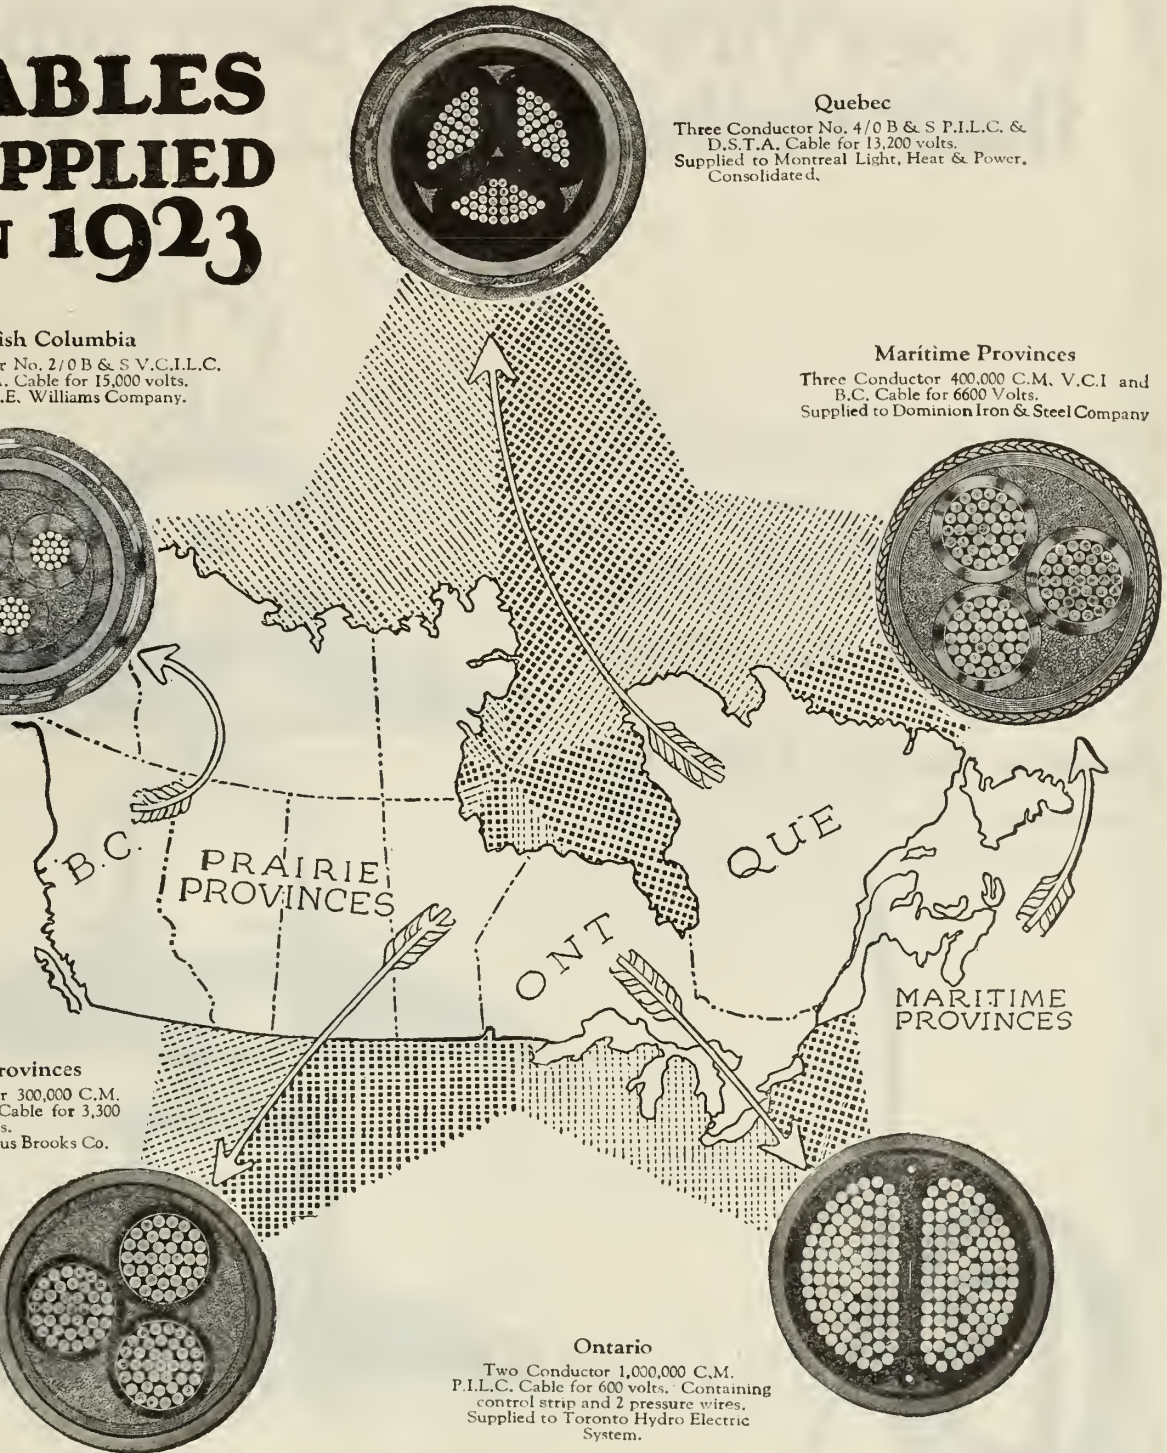 ABLES
UPPLIED
N 1923
Quebec
Three Conductor No. 4/0 B & S P.I.L.C. &
D.S.T.A. Cable for 13,200 volts.
Supplied to Montreal Light, Heat & Power,
Consolidated.
ish Columbia
r No. 2/0 B & S V.C.I.L.C.
. Cable for 15,000 volts.
.E. Williams Company.
Maritime Provinces
Three Conductor 400,000 C.M. V.C.I and
B.C. Cable for 6600 Volts.
Supplied to Dominion Iron & Steel Company
B.C.
PRAIRIE
PROVINCES
ONT
QUE
MARITIME
PROVINCES
rovinces
r 300,000 C.M.
Cable for 3,300
s.
us Brooks Co.
Ontario
Two Conductor 1,000,000 C.M.
P.I.L.C. Cable for 600 volts. Containing
control strip and 2 pressure wires.
Supplied to Toronto Hydro Electric
System.